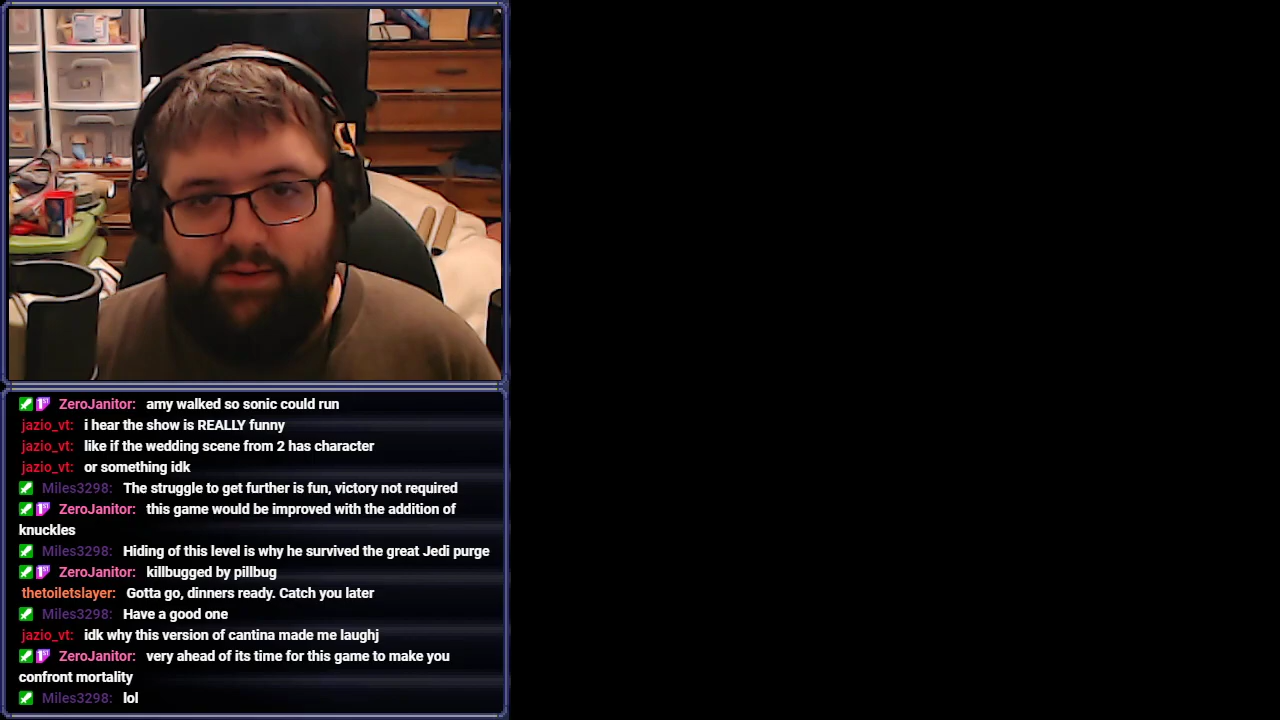 ZeroJanitor: amy walked so sonic could run
jazio_vt: i hear the show is REALLY funny
jazio_vt: like if the wedding scene from 2 has character
jazio_vt: or something idk
Miles3298: The struggle to get further is fun, victory not required
ZeroJanitor: this game would be improved with the addition of
knuckles
Miles3298: Hiding of this level is why he survived the great Jedi purge
ZeroJanitor: killbugged by pillbug
thetoiletslayer: Gotta go, dinners ready. Catch you later
Miles3298: Have a good one
jazio_vt: idk why this version of cantina made me laughj
ZeroJanitor: very ahead of its time for this game to make you
confront mortality
Miles3298: lol